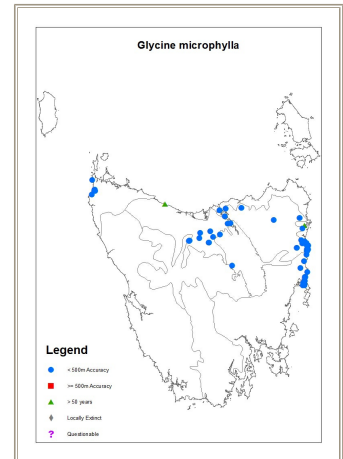 Glycine microphylla
Legend
< 500m Accuracy
>= 500m Accuracy
> 50 years
Locally Extinct
? Questionable